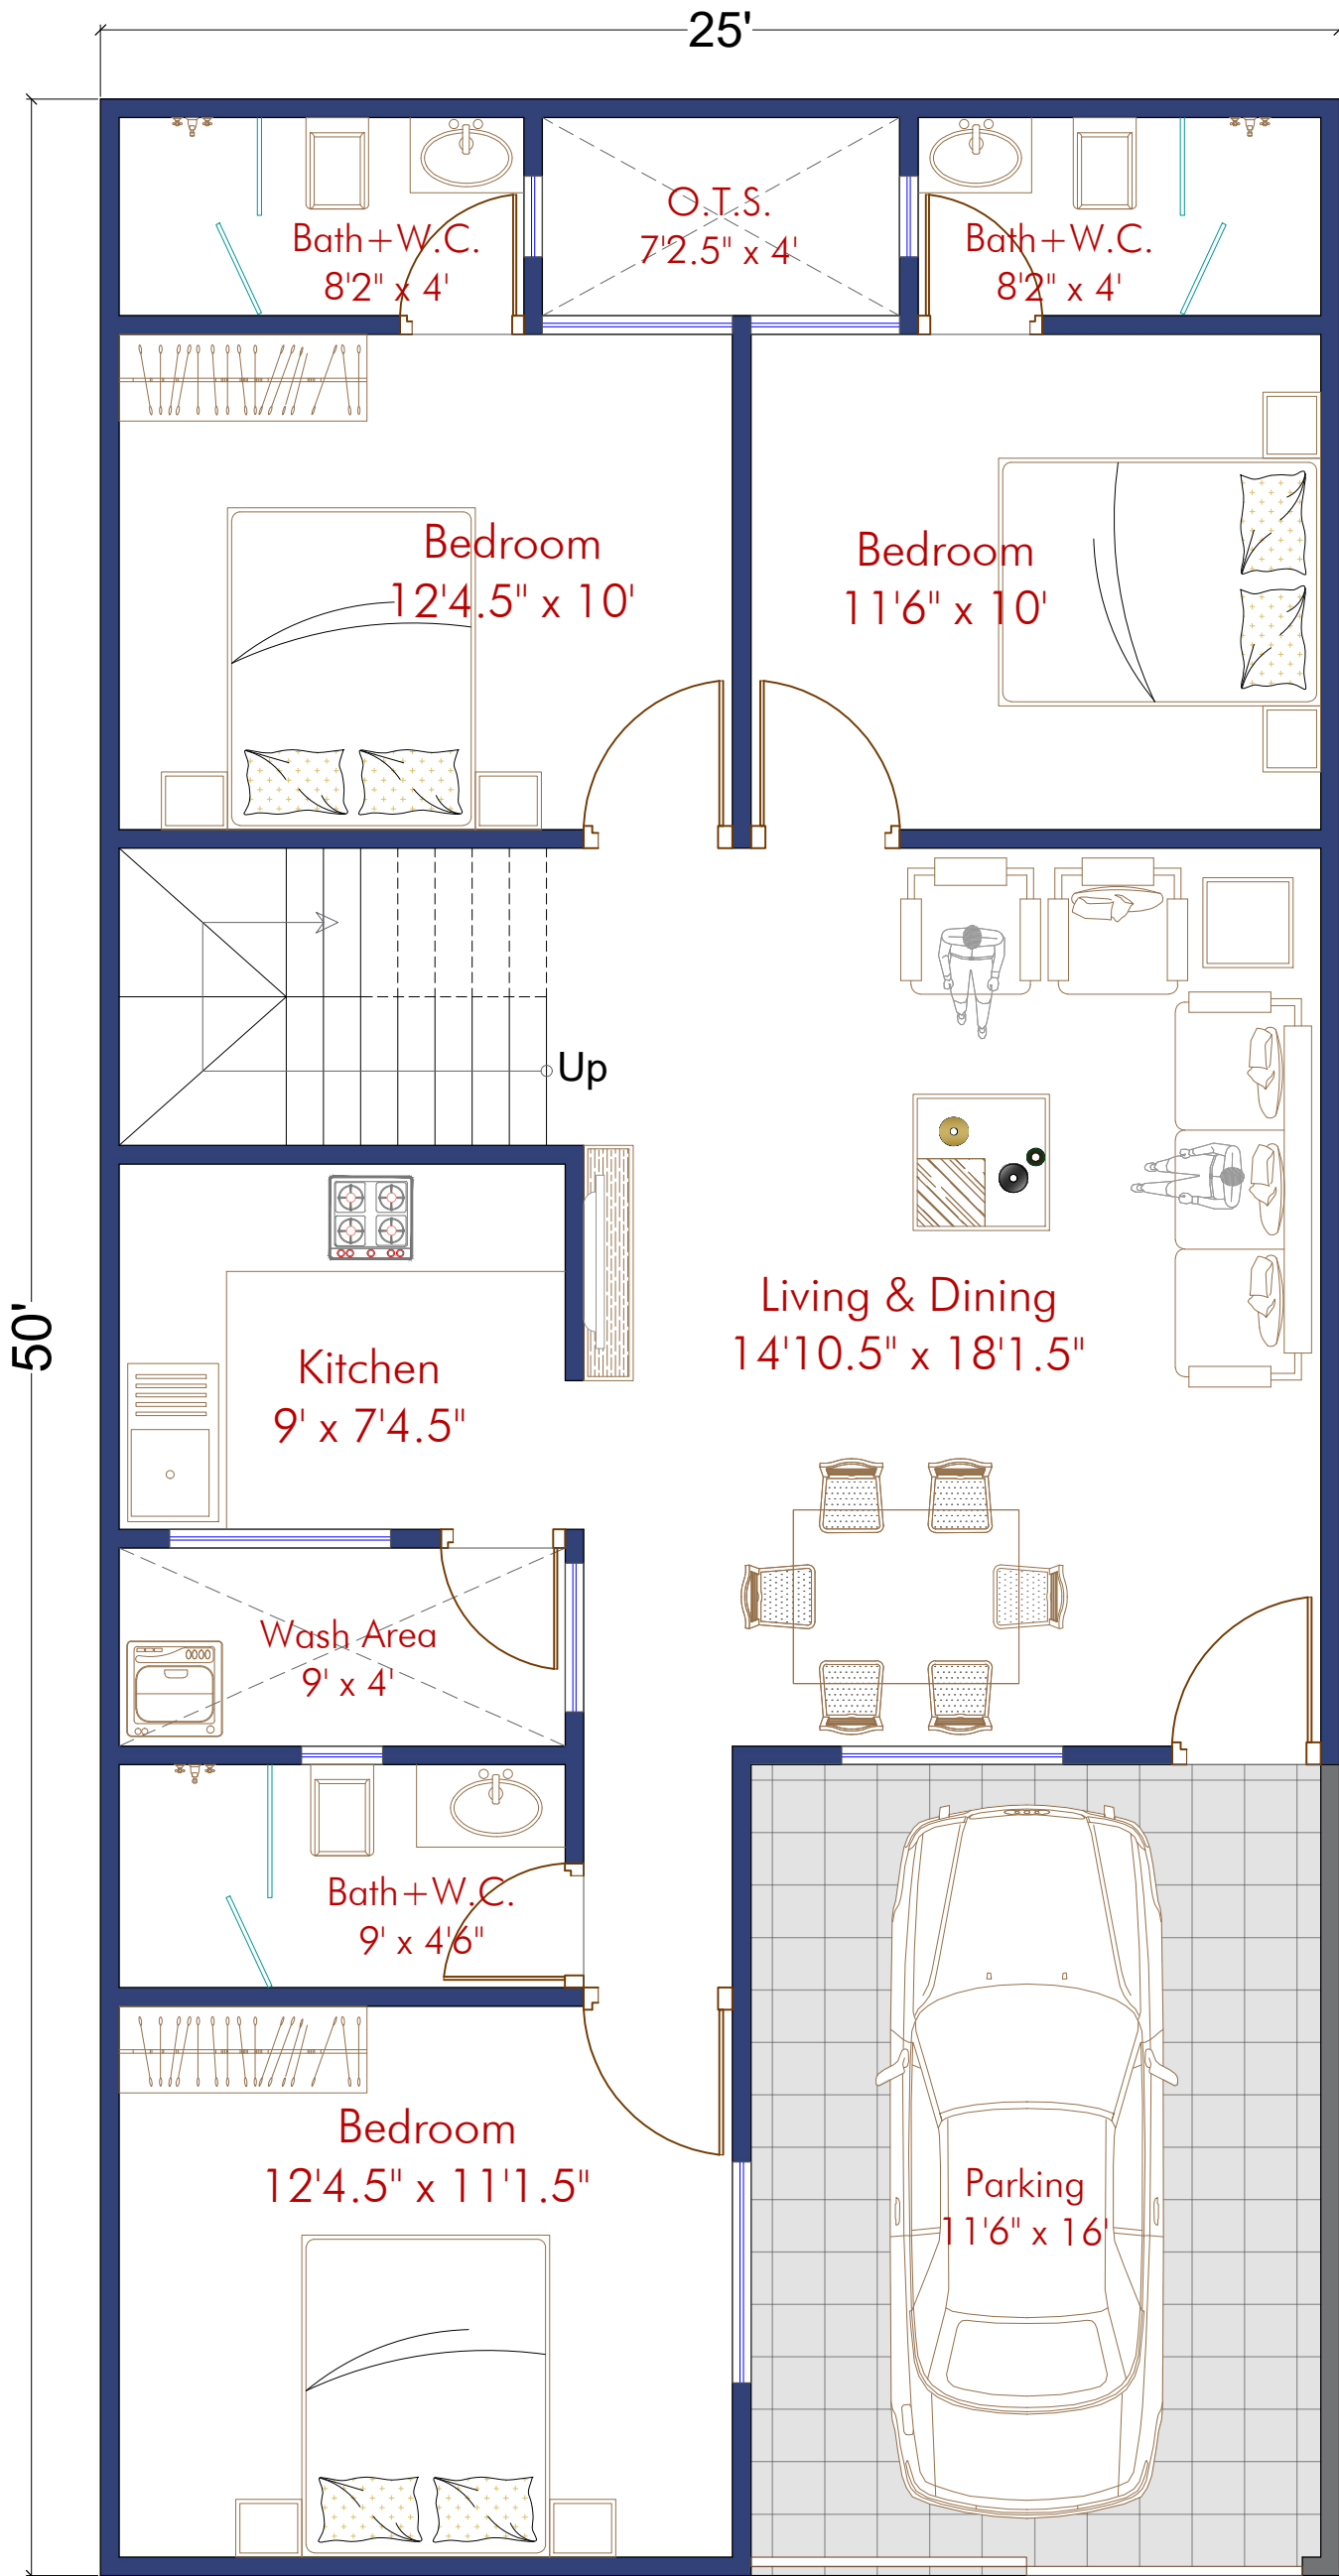 25'
50'
Bath+W.C.
8'2" x 4'
O.T.S.
7'2.5" x 4'
Bath+W.C.
8'2" x 4'
Bedroom
12'4.5" x 10'
Bedroom
11'6" x 10'
Up
Living & Dining
14'10.5" x 18'1.5"
Kitchen
9' x 7'4.5"
Wash Area
9' x 4'
Bath+W.C.
9' x 4'6"
Bedroom
12'4.5" x 11'1.5"
Parking
11'6" x 16'